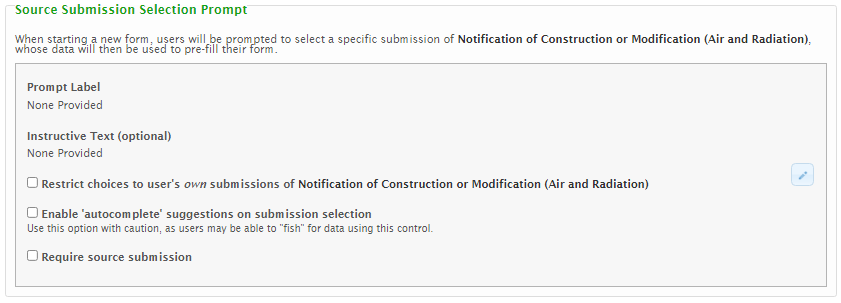 Source Submission Selection Prompt
When starting a new form, users will be prompted to select a specific submission of Notification of Construction or Modification (Air and Radiation),
whose data will then be used to pre-fill their form.
Prompt Label
None Provided
Instructive Text (optional)
None Provided
Restrict choices to user's own submissions of Notification of Construction or Modification (Air and Radiation)
Enable 'autocomplete' suggestions on submission selection
Use this option with caution, as users may be able to "fish" for data using this control.
Require source submission